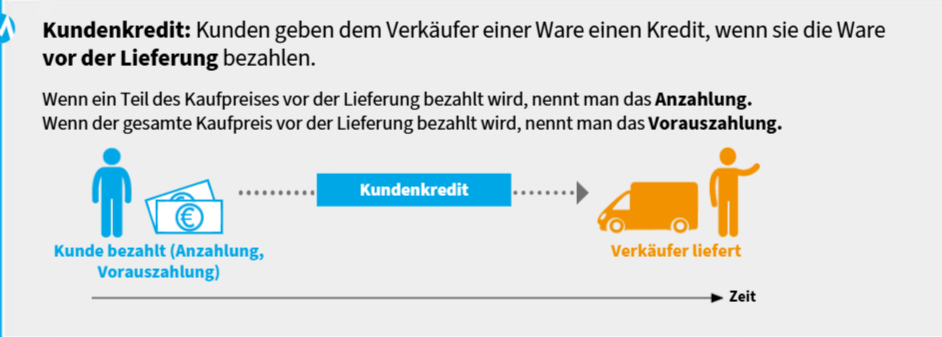 Kundenkredit: Kunden geben dem Verkäufer einer Ware einen Kredit, wenn sie die Ware
vor der Lieferung bezahlen.
Wenn ein Teil des Kaufpreises vor der Lieferung bezahlt wird, nennt man das Anzahlung.
Wenn der gesamte Kaufpreis vor der Lieferung bezahlt wird, nennt man das Vorauszahlung.
Kundenkredit
€
Kunde bezahlt (Anzahlung,
Vorauszahlung)
Verkäufer liefert
Zeit